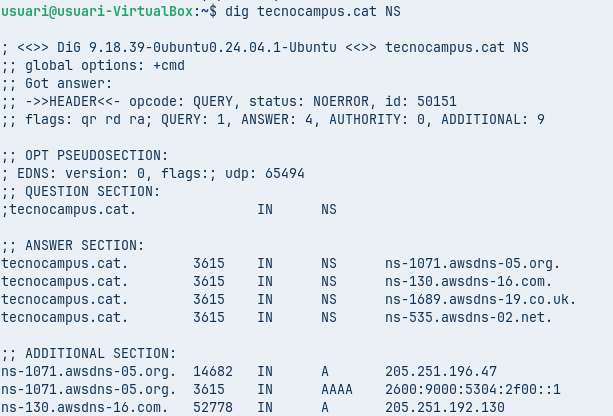 usuari@usuari-VirtualBox:~$ dig tecnocampus.cat NS
; <<>> DiG 9.18.39-0ubuntu0.24.04.1-Ubuntu <<>> tecnocampus.cat NS
;; global options: +cmd
;; Got answer:
;; ->>HEADER<<- opcode: QUERY, status: NOERROR, id: 50151
;; flags: qr rd ra; QUERY: 1, ANSWER: 4, AUTHORITY: 0, ADDITIONAL: 9
;; OPT PSEUDOSECTION:
; EDNS: version: 0, flags:; udp: 65494
;; QUESTION SECTION:
;tecnocampus.cat. IN NS
;; ANSWER SECTION:
tecnocampus.cat. 3615 IN NS ns-1071.awsdns-05.org.
tecnocampus.cat. 3615 IN NS ns-130.awsdns-16.com.
tecnocampus.cat. 3615 IN NS ns-1689.awsdns-19.co.uk.
tecnocampus.cat. 3615 IN NS ns-535.awsdns-02.net.
;; ADDITIONAL SECTION:
ns-1071.awsdns-05.org. 14682 IN A 205.251.196.47
ns-1071.awsdns-05.org. 3615 IN AAAA 2600:9000:5304:2f00::1
ns-130.awsdns-16.com. 52778 IN A 205.251.192.130